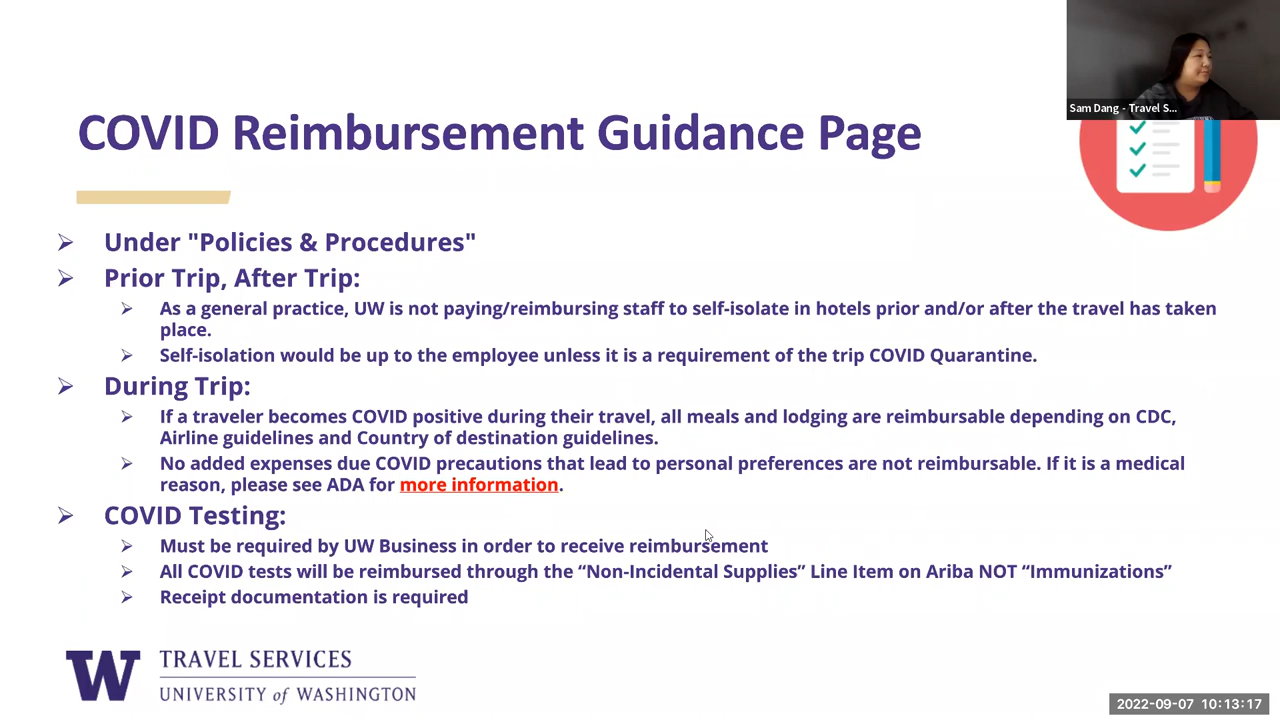 Sam Dang - Travel S...
COVID Reimbursement Guidance Page
Under "Policies & Procedures"
Prior Trip, After Trip:
As a general practice, UW is not paying/reimbursing staff to self-isolate in hotels prior and/or after the travel has taken
place.
Self-isolation would be up to the employee unless it is a requirement of the trip COVID Quarantine.
During Trip:
If a traveler becomes COVID positive during their travel, all meals and lodging are reimbursable depending on CDC,
Airline guidelines and Country of destination guidelines.
No added expenses due COVID precautions that lead to personal preferences are not reimbursable. If it is a medical
reason, please see ADA for more information.
COVID Testing:
Must be required by UW Business in order to receive reimbursement
All COVID tests will be reimbursed through the “Non-Incidental Supplies” Line Item on Ariba NOT “Immunizations”
Receipt documentation is required
W
TRAVEL SERVICES
UNIVERSITY of WASHINGTON
2022-09-07 10:13:17